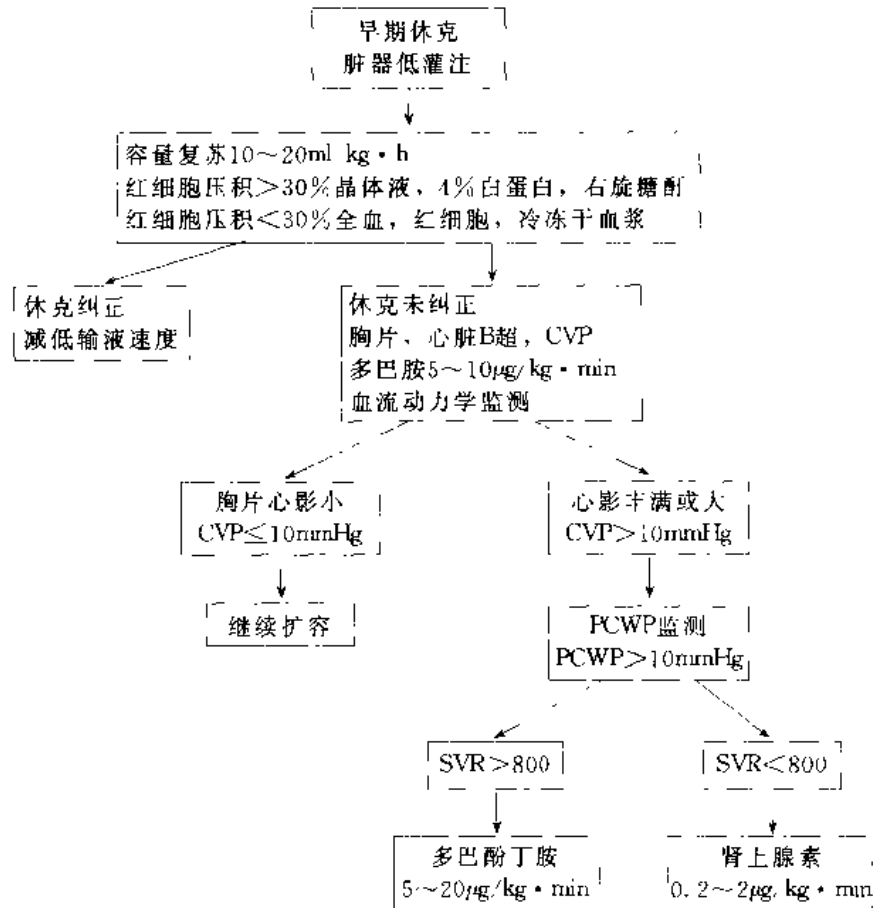 早期休克
脏器低灌注
容量复苏10～20ml kg·h
红细胞压积＞30％晶体液，4％白蛋白，右旋糖酐
红细胞压积＜30％全血，红细胞，冷冻干血浆
休克纠正
减低输液速度
休克未纠正
胸片、心脏B超，CVP
多巴胺5～10μg/kg·min
血流动力学监测
胸片心影小
CVP≤10mmHg
心影丰满或大
CVP＞10mmHg
继续扩容
PCWP监测
PCWP＞10mmHg
SVR＞800
SVR＜800
多巴酚丁胺
5～20μg/kg·min
肾上腺素
0.2～2μg, kg·min